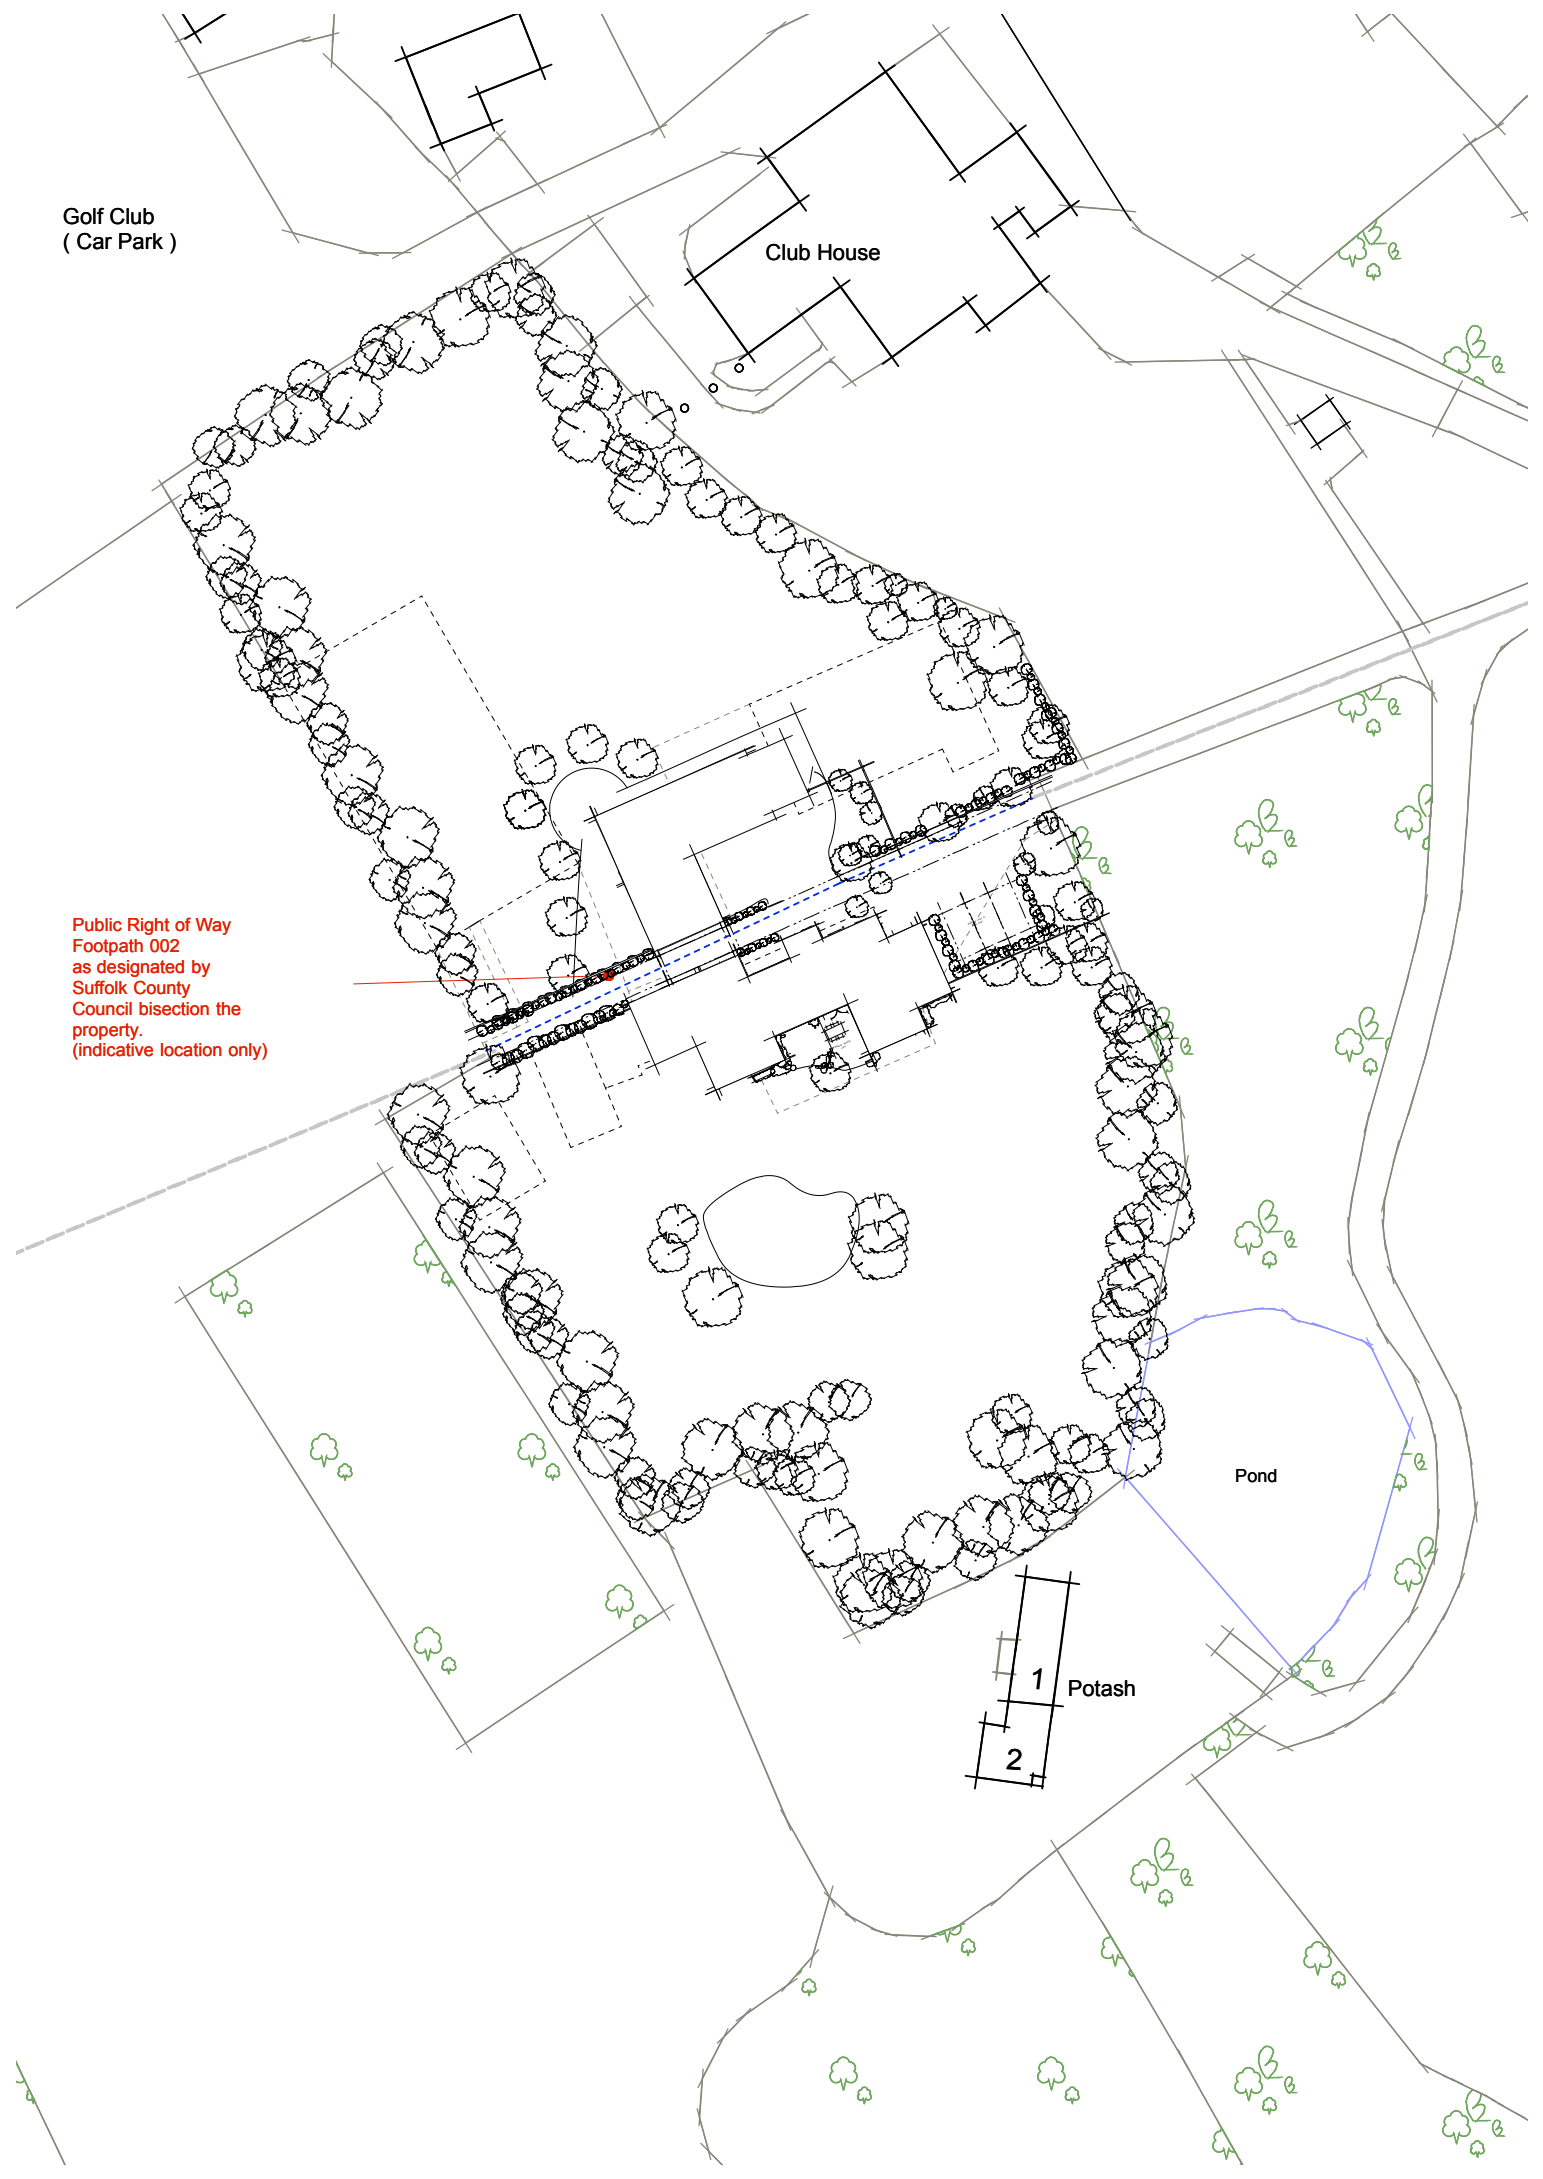 Golf Club
( Car Park )
Club House
Public Right of Way
Footpath 002
as designated by
Suffolk County
Council bisection the
property.
(indicative location only)
Pond
1
Potash
2